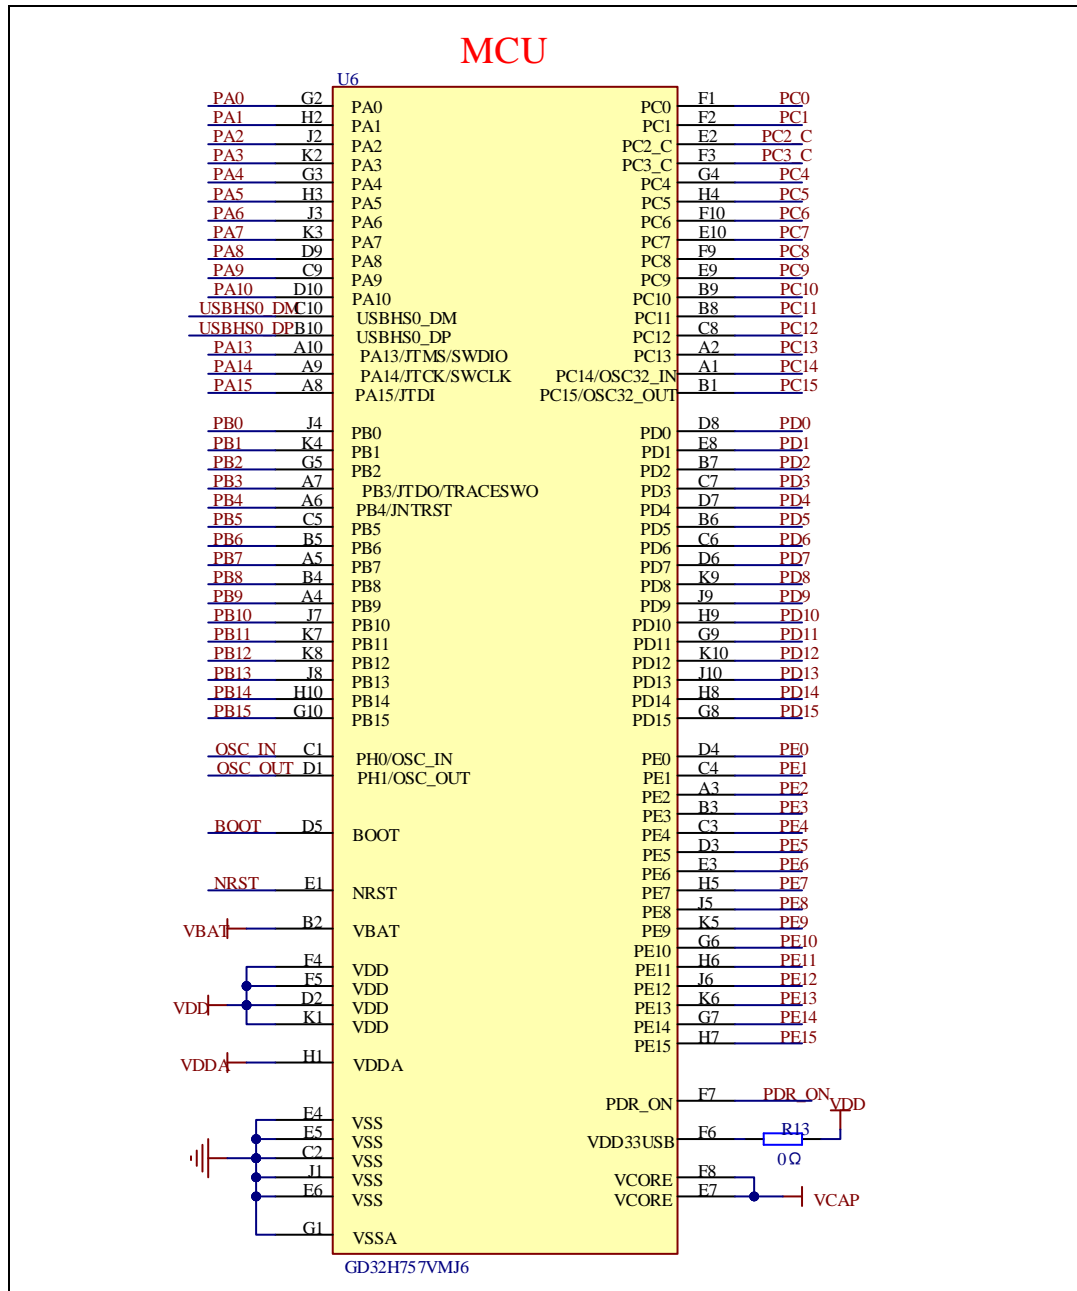 MCU
U6
PA0 G2 PA0 PC0 F1 PC0
PA1 H2 PA1 PC1 F2 PC1
PA2 J2 PA2 PC2_C E2 PC2_C
PA3 K2 PA3 PC3_C F3 PC3_C
PA4 G3 PA4 PC4 G4 PC4
PA5 H3 PA5 PC5 H4 PC5
PA6 J3 PA6 PC6 F10 PC6
PA7 K3 PA7 PC7 E10 PC7
PA8 D9 PA8 PC8 F9 PC8
PA9 C9 PA9 PC9 E9 PC9
PA10 D10 PA10 PC10 B9 PC10
USBHS0_DM C10 USBHS0_DM PC11 B8 PC11
USBHS0_DP B10 USBHS0_DP PC12 C8 PC12
PA13 A10 PA13/JTMS/SWDIO PC13 A2 PC13
PA14 A9 PA14/JTCK/SWCLK PC14/OSC32_IN A1 PC14
PA15 A8 PA15/JTDI PC15/OSC32_OUT B1 PC15
PB0 J4 PB0 PD0 D8 PD0
PB1 K4 PB1 PD1 E8 PD1
PB2 G5 PB2 PD2 B7 PD2
PB3 A7 PB3/JTDO/TRACESWO PD3 C7 PD3
PB4 A6 PB4/JNTRST PD4 D7 PD4
PB5 C5 PB5 PD5 B6 PD5
PB6 B5 PB6 PD6 C6 PD6
PB7 A5 PB7 PD7 D6 PD7
PB8 B4 PB8 PD8 K9 PD8
PB9 A4 PB9 PD9 J9 PD9
PB10 J7 PB10 PD10 H9 PD10
PB11 K7 PB11 PD11 G9 PD11
PB12 K8 PB12 PD12 K10 PD12
PB13 J8 PB13 PD13 J10 PD13
PB14 H10 PB14 PD14 H8 PD14
PB15 G10 PB15 PD15 G8 PD15
OSC_IN C1 PH0/OSC_IN PE0 D4 PE0
OSC_OUT D1 PH1/OSC_OUT PE1 C4 PE1
PE2 A3 PE2
PE3 B3 PE3
BOOT D5 BOOT PE4 C3 PE4
PE5 D3 PE5
PE6 E3 PE6
NRST E1 NRST PE7 H5 PE7
PE8 J5 PE8
VBAT B2 VBAT PE9 K5 PE9
PE10 G6 PE10
F4 VDD PE11 H6 PE11
F5 VDD PE12 J6 PE12
VDD D2 VDD PE13 K6 PE13
K1 VDD PE14 G7 PE14
PE15 H7 PE15
VDDA H1 VDDA
PDR_ON F7 PDR_ON
VDD
E4 VSS
E5 VSS VDD33USB F6 R13
0Ω
C2 VSS
J1 VSS VCORE F8
E6 VSS VCORE E7 VCAP
G1 VSSA
GD32H757VMJ6